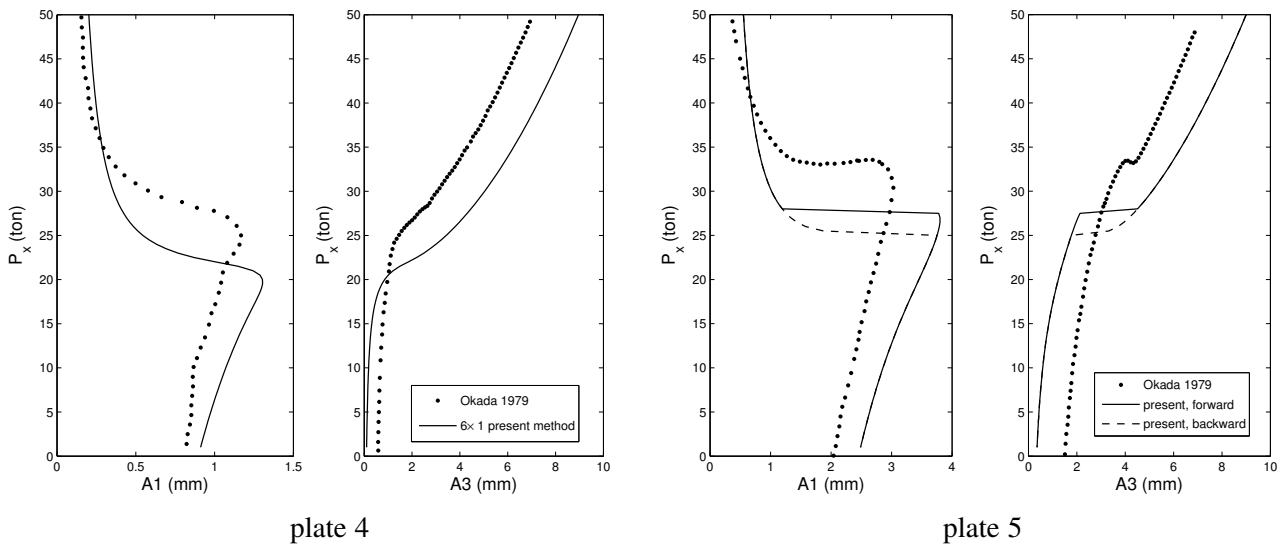 50
45
40
35
30
25
20
15
10
5
0
P_x (ton)
0 0.5 1 1.5
A1 (mm)
50
45
40
35
30
25
20
15
10
5
0
P_x (ton)
0 2 4 6 8 10
A3 (mm)
Okada 1979
6× 1 present method
plate 4
50
45
40
35
30
25
20
15
10
5
0
P_x (ton)
0 1 2 3 4
A1 (mm)
50
45
40
35
30
25
20
15
10
5
0
P_x (ton)
0 2 4 6 8 10
A3 (mm)
Okada 1979
present, forward
present, backward
plate 5